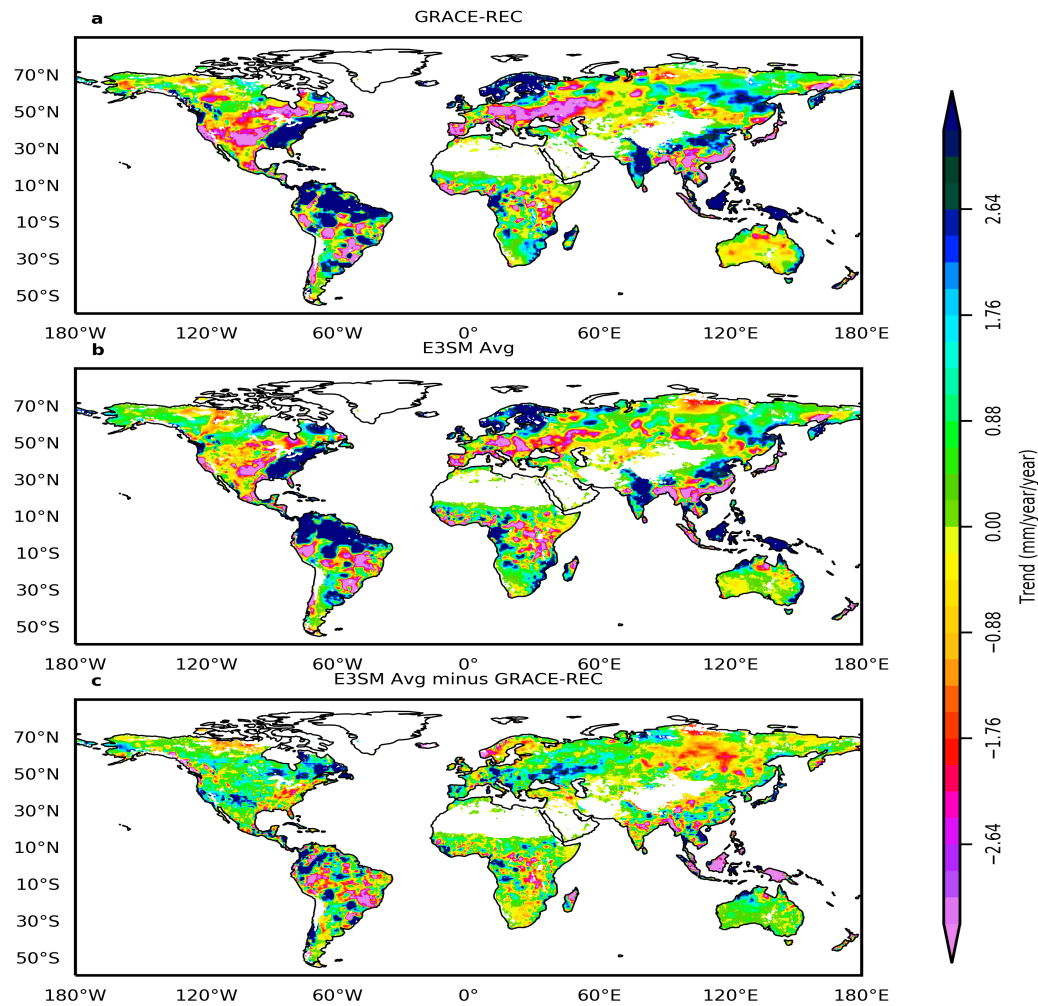 a GRACE-REC
70°N
50°N
30°N
10°N
10°S
30°S
50°S
180°W 120°W 60°W 0° 60°E 120°E 180°E
b E3SM Avg
70°N
50°N
30°N
10°N
10°S
30°S
50°S
180°W 120°W 60°W 0° 60°E 120°E 180°E
c E3SM Avg minus GRACE-REC
70°N
50°N
30°N
10°N
10°S
30°S
50°S
180°W 120°W 60°W 0° 60°E 120°E 180°E
2.64
1.76
0.88
0.00
−0.88
−1.76
−2.64
Trend (mm/year/year)